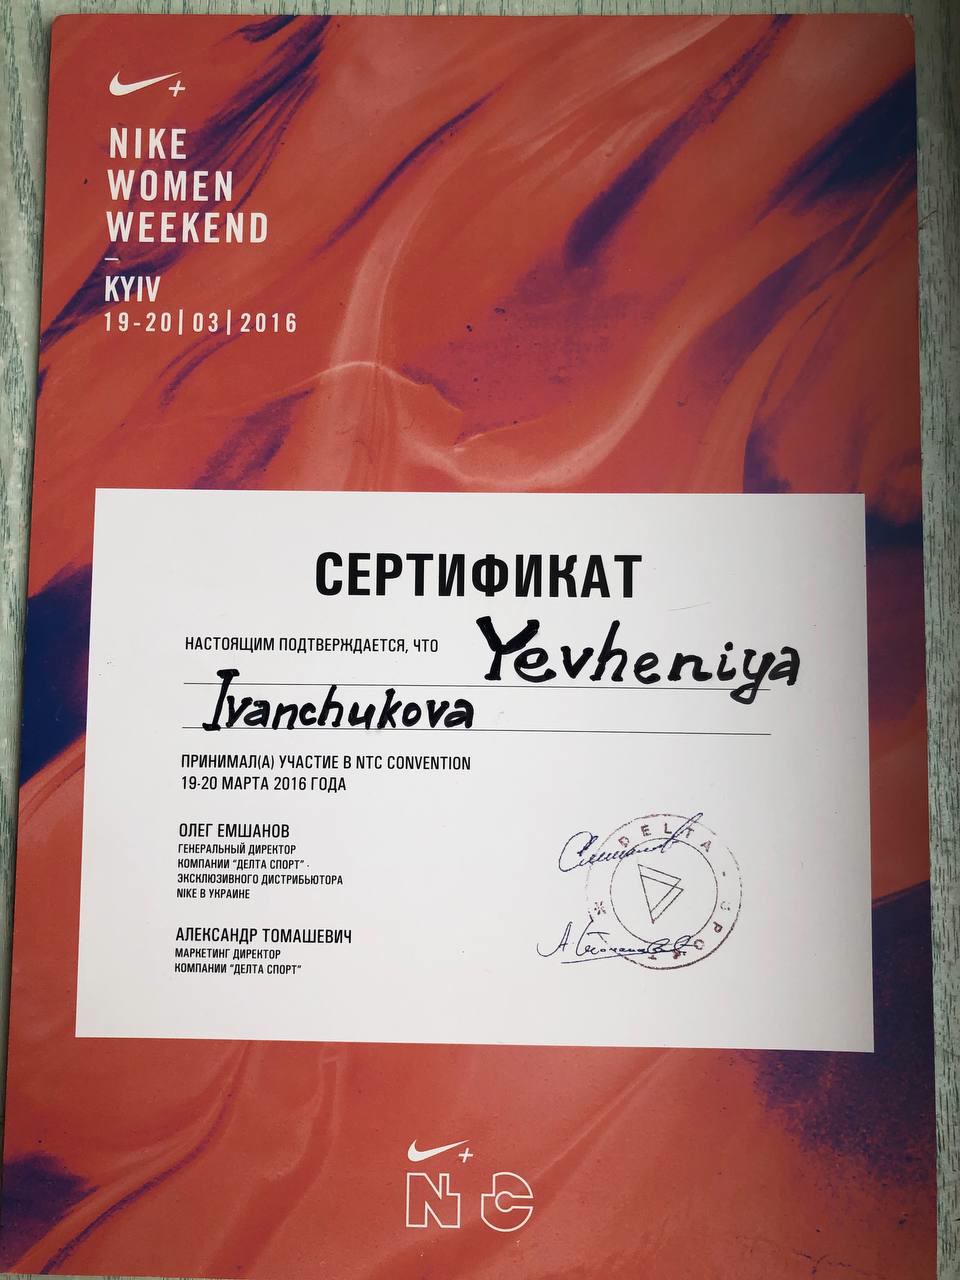 NIKE
WOMEN
WEEKEND
–
KYIV
19-20|03|2016
СЕРТИФИКАТ
НАСТОЯЩИМ ПОДТВЕРЖДАЕТСЯ, ЧТО Yevheniya
Ivanchukova
ПРИНИМАЛ(А) УЧАСТИЕ В NTC CONVENTION
19-20 МАРТА 2016 ГОДА
ОЛЕГ ЕМШАНОВ
ГЕНЕРАЛЬНЫЙ ДИРЕКТОР
КОМПАНИИ "ДЕЛТА СПОРТ" -
ЭКСКЛЮЗИВНОГО ДИСТРИБЬЮТОРА
NIKE В УКРАИНЕ
АЛЕКСАНДР ТОМАШЕВИЧ
МАРКЕТИНГ ДИРЕКТОР
КОМПАНИИ "ДЕЛТА СПОРТ"
DELTA - SPORT *
NC